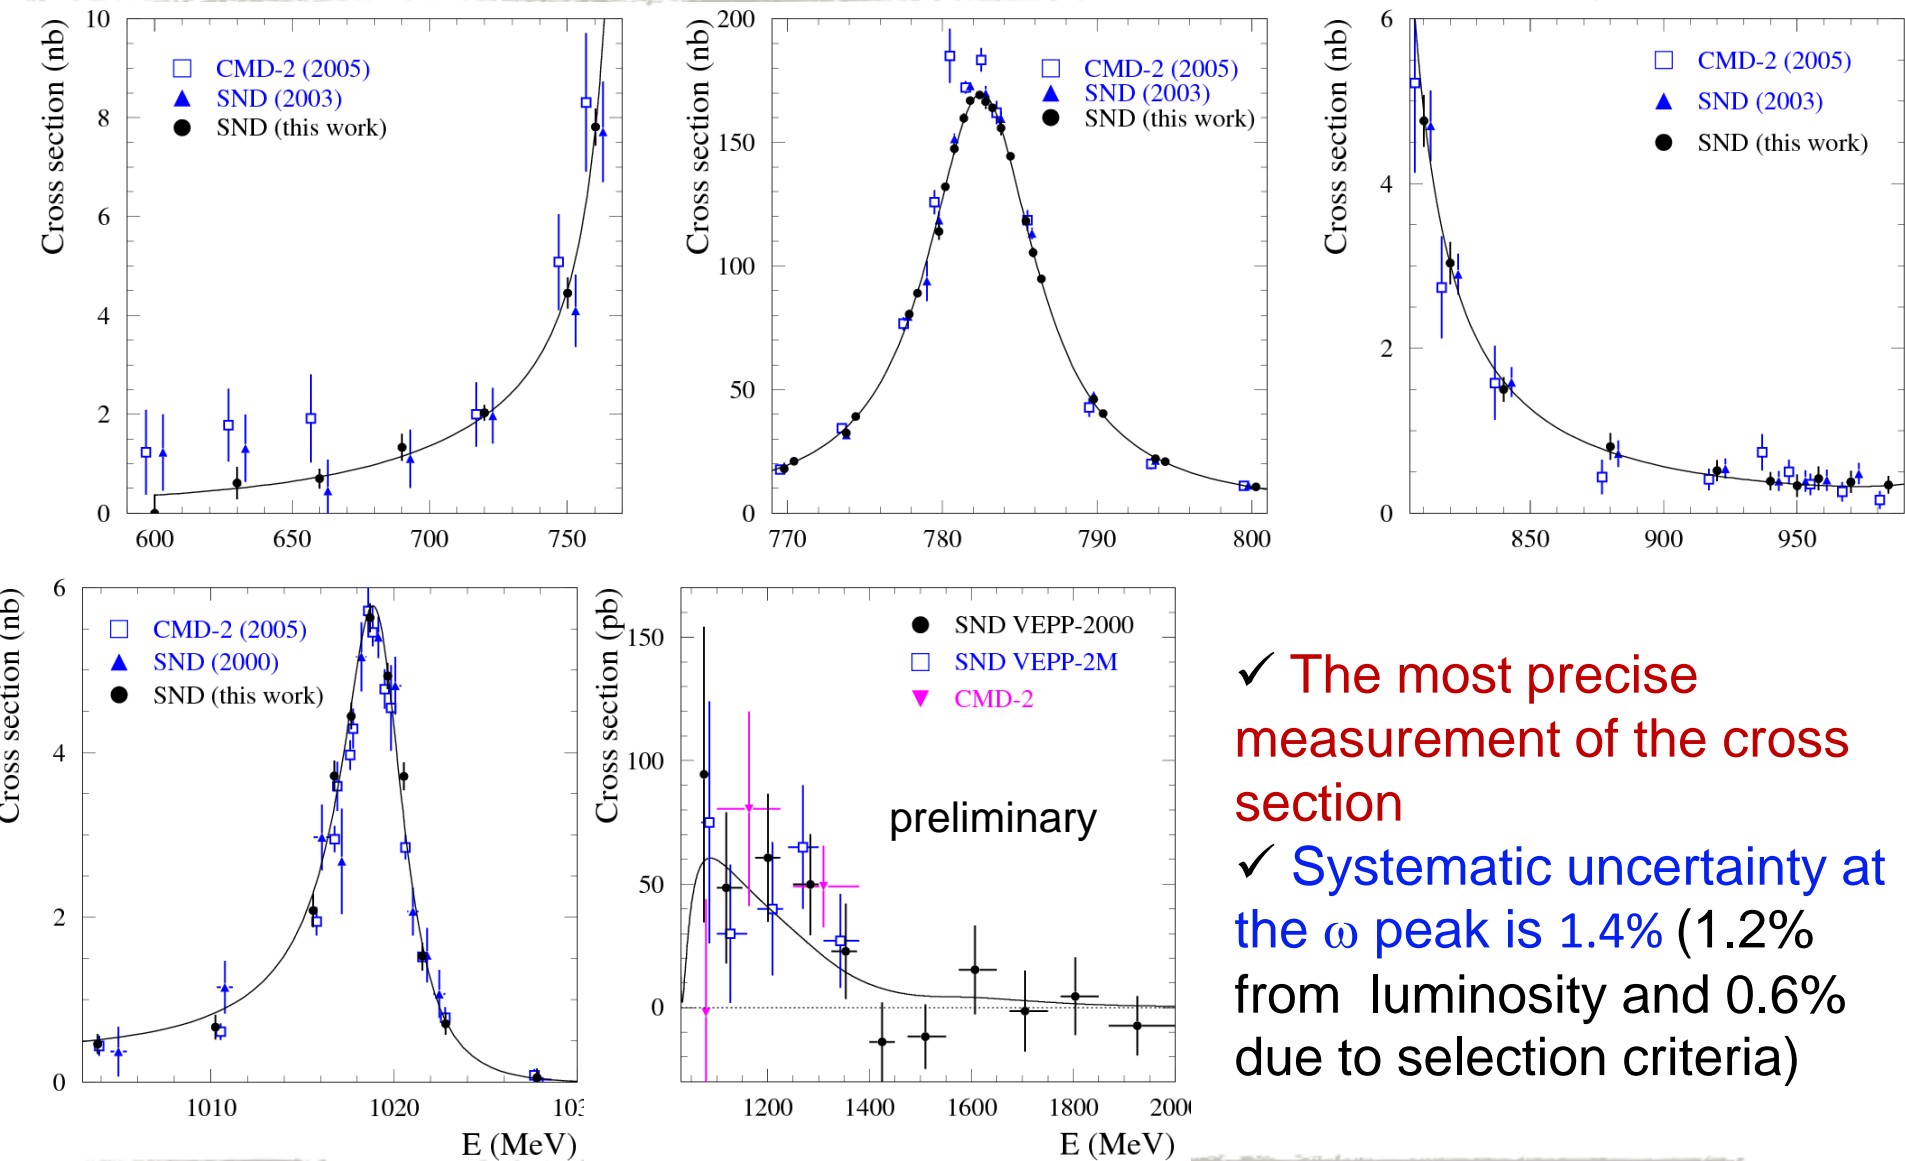 Cross section (nb)
10
8
6
4
2
0
600
650
700
750
CMD-2 (2005)
SND (2003)
SND (this work)
Cross section (nb)
200
150
100
50
0
770
780
790
800
CMD-2 (2005)
SND (2003)
SND (this work)
Cross section (nb)
6
4
2
0
850
900
950
CMD-2 (2005)
SND (2003)
SND (this work)
Cross section (nb)
6
4
2
0
1010
1020
103
E (MeV)
CMD-2 (2005)
SND (2000)
SND (this work)
Cross section (pb)
150
100
50
0
1200
1400
1600
1800
2000
E (MeV)
SND VEPP-2000
SND VEPP-2M
CMD-2
preliminary
✓ The most precise
measurement of the cross
section
✓ Systematic uncertainty at
the ω peak is 1.4% (1.2%
from luminosity and 0.6%
due to selection criteria)